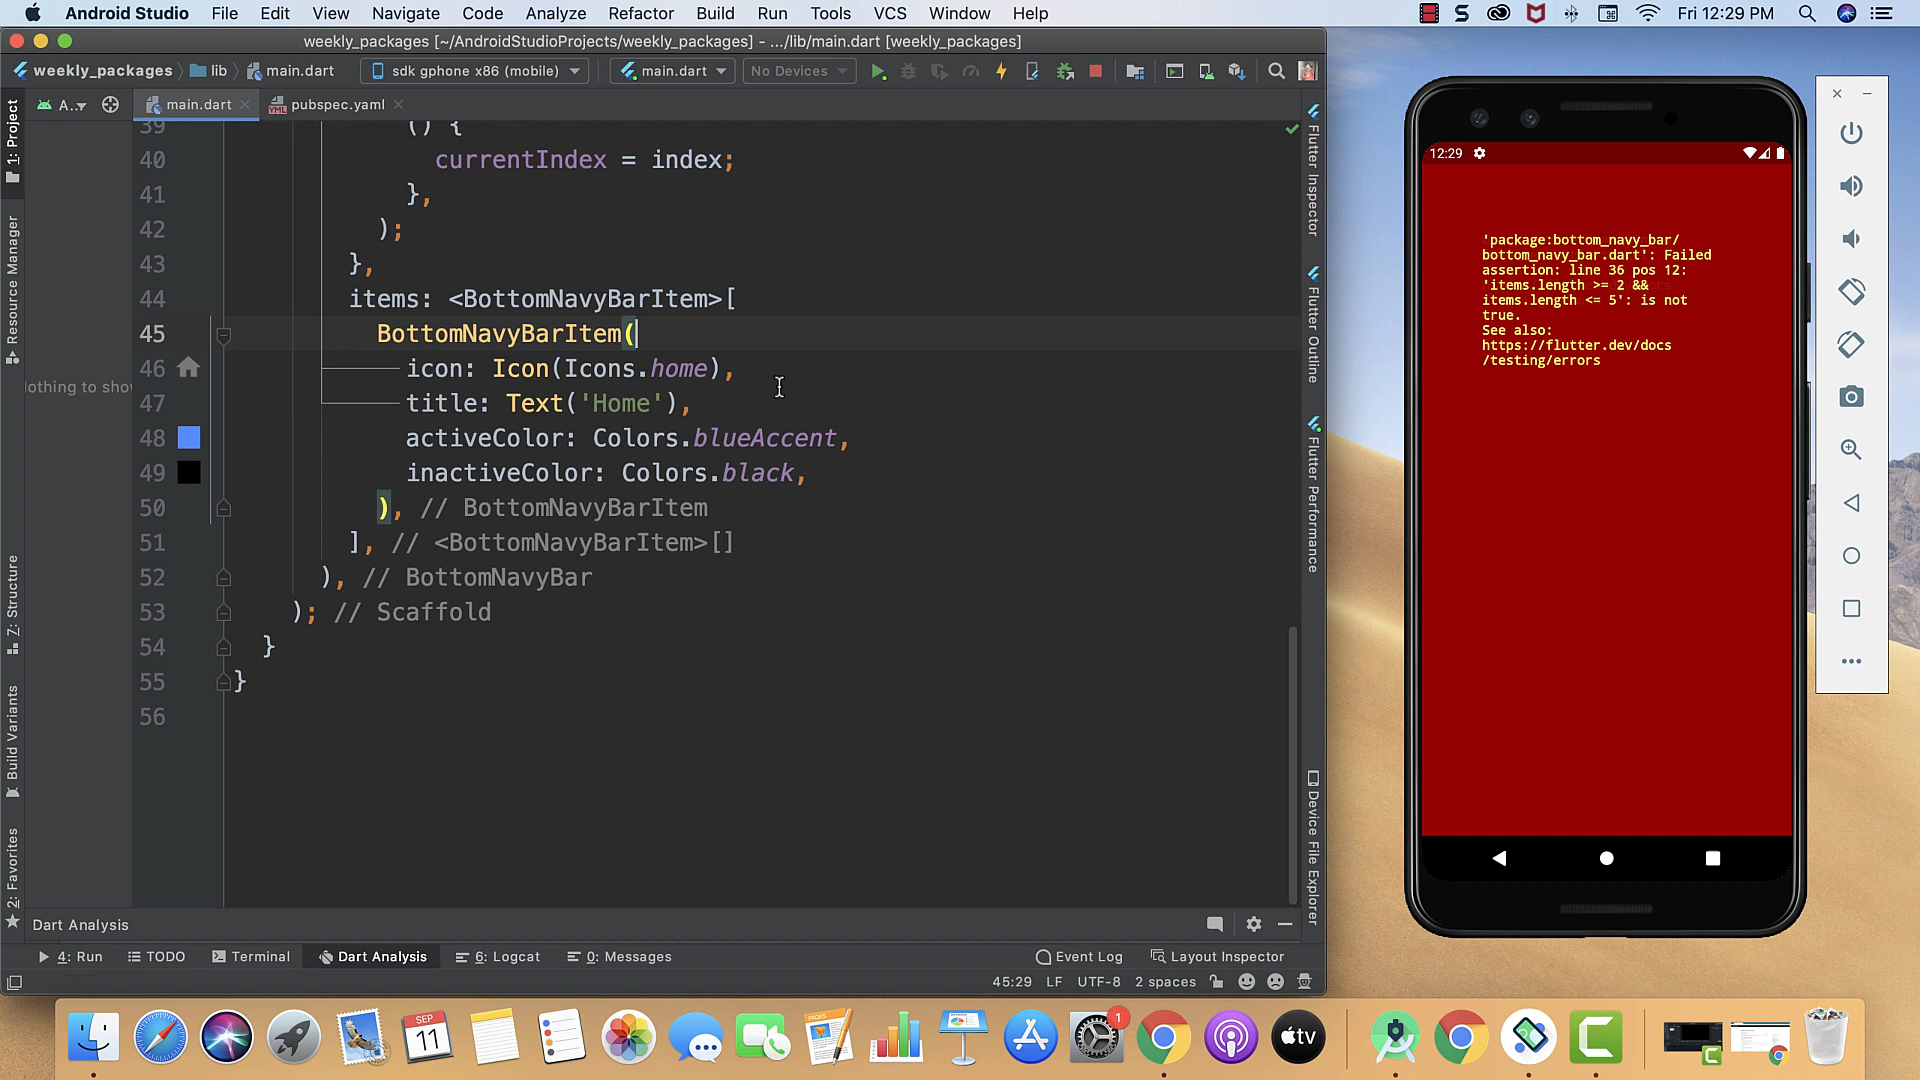 Android Studio File Edit View Navigate Code Analyze Refactor Build Run Tools VCS Window Help
Fri 12:29 PM
weekly_packages [~/AndroidStudioProjects/weekly_packages] - .../lib/main.dart [weekly_packages]
weekly_packages lib main.dart sdk gphone x86 (mobile) main.dart No Devices
A.. main.dart pubspec.yaml
1: Project
Resource Manager
7: Structure
Build Variants
2: Favorites
othing to sho
39 () {
40 currentIndex = index;
41 },
42 );
43 },
44 items: <BottomNavyBarItem>[
45 BottomNavyBarItem(
46 icon: Icon(Icons.home),
47 title: Text('Home'),
48 activeColor: Colors.blueAccent,
49 inactiveColor: Colors.black,
50 ), // BottomNavyBarItem
51 ], // <BottomNavyBarItem>[]
52 ), // BottomNavyBar
53 ); // Scaffold
54 }
55 }
56
Flutter Inspector
Flutter Outline
Flutter Performance
Device File Explorer
Dart Analysis
4: Run TODO Terminal Dart Analysis 6: Logcat 0: Messages Event Log Layout Inspector
45:29 LF UTF-8 2 spaces
12:29
'package:bottom_navy_bar/
bottom_navy_bar.dart': Failed
assertion: line 36 pos 12:
'items.length >= 2 &&
items.length <= 5': is not
true.
See also:
https://flutter.dev/docs
/testing/errors
SEP
11
PAGES
1
tv